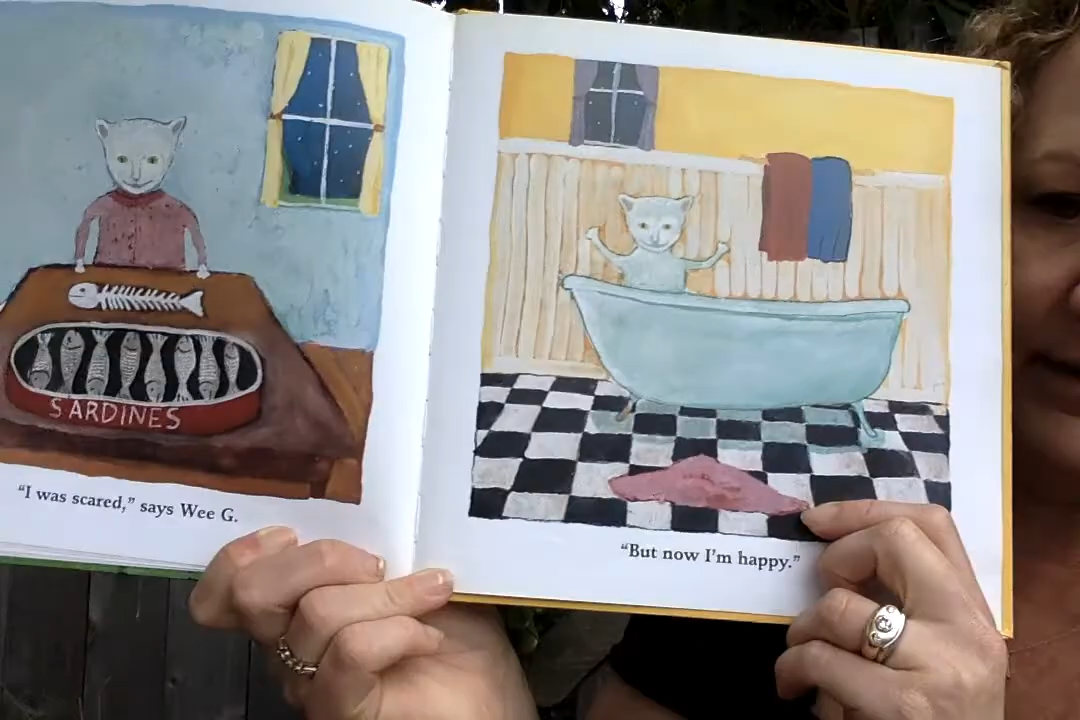 SARDINES
“I was scared,” says Wee G.
“But now I’m happy.”